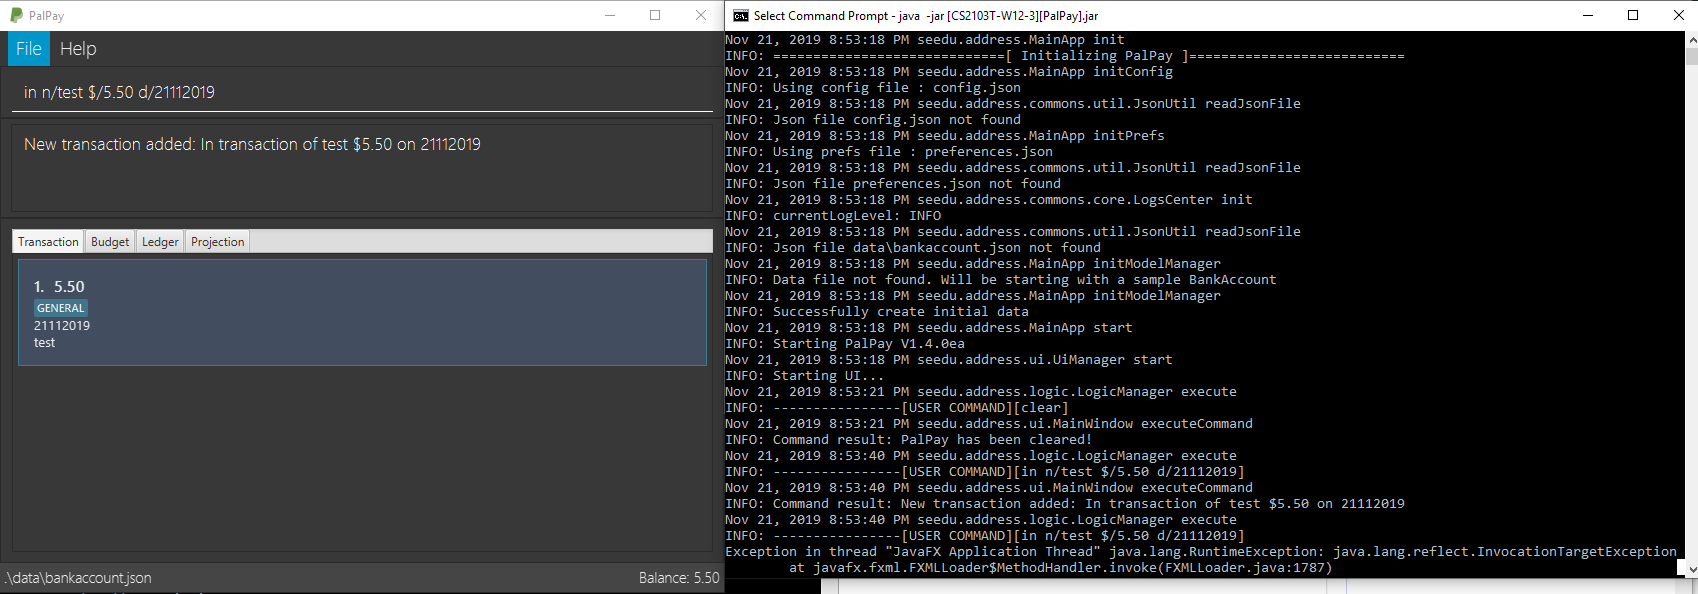 PalPay
File Help
in n/test $/5.50 d/21112019
New transaction added: In transaction of test $5.50 on 21112019
Transaction Budget Ledger Projection
1. 5.50
GENERAL
21112019
test
.\data\bankaccount.json Balance: 5.50
Select Command Prompt - java -jar [CS2103T-W12-3][PalPay].jar
Nov 21, 2019 8:53:18 PM seedu.address.MainApp init
INFO: =============================[ Initializing PalPay ]===========================
Nov 21, 2019 8:53:18 PM seedu.address.MainApp initConfig
INFO: Using config file : config.json
Nov 21, 2019 8:53:18 PM seedu.address.commons.util.JsonUtil readJsonFile
INFO: Json file config.json not found
Nov 21, 2019 8:53:18 PM seedu.address.MainApp initPrefs
INFO: Using prefs file : preferences.json
Nov 21, 2019 8:53:18 PM seedu.address.commons.util.JsonUtil readJsonFile
INFO: Json file preferences.json not found
Nov 21, 2019 8:53:18 PM seedu.address.commons.core.LogsCenter init
INFO: currentLogLevel: INFO
Nov 21, 2019 8:53:18 PM seedu.address.commons.util.JsonUtil readJsonFile
INFO: Json file data\bankaccount.json not found
Nov 21, 2019 8:53:18 PM seedu.address.MainApp initModelManager
INFO: Data file not found. Will be starting with a sample BankAccount
Nov 21, 2019 8:53:18 PM seedu.address.MainApp initModelManager
INFO: Successfully create initial data
Nov 21, 2019 8:53:18 PM seedu.address.MainApp start
INFO: Starting PalPay V1.4.0ea
Nov 21, 2019 8:53:18 PM seedu.address.ui.UiManager start
INFO: Starting UI...
Nov 21, 2019 8:53:21 PM seedu.address.logic.LogicManager execute
INFO: ----------------[USER COMMAND][clear]
Nov 21, 2019 8:53:21 PM seedu.address.ui.MainWindow executeCommand
INFO: Command result: PalPay has been cleared!
Nov 21, 2019 8:53:40 PM seedu.address.logic.LogicManager execute
INFO: ----------------[USER COMMAND][in n/test $/5.50 d/21112019]
Nov 21, 2019 8:53:40 PM seedu.address.ui.MainWindow executeCommand
INFO: Command result: New transaction added: In transaction of test $5.50 on 21112019
Nov 21, 2019 8:53:40 PM seedu.address.logic.LogicManager execute
INFO: ----------------[USER COMMAND][in n/test $/5.50 d/21112019]
Exception in thread "JavaFX Application Thread" java.lang.RuntimeException: java.lang.reflect.InvocationTargetException
at javafx.fxml.FXMLLoader$MethodHandler.invoke(FXMLLoader.java:1787)